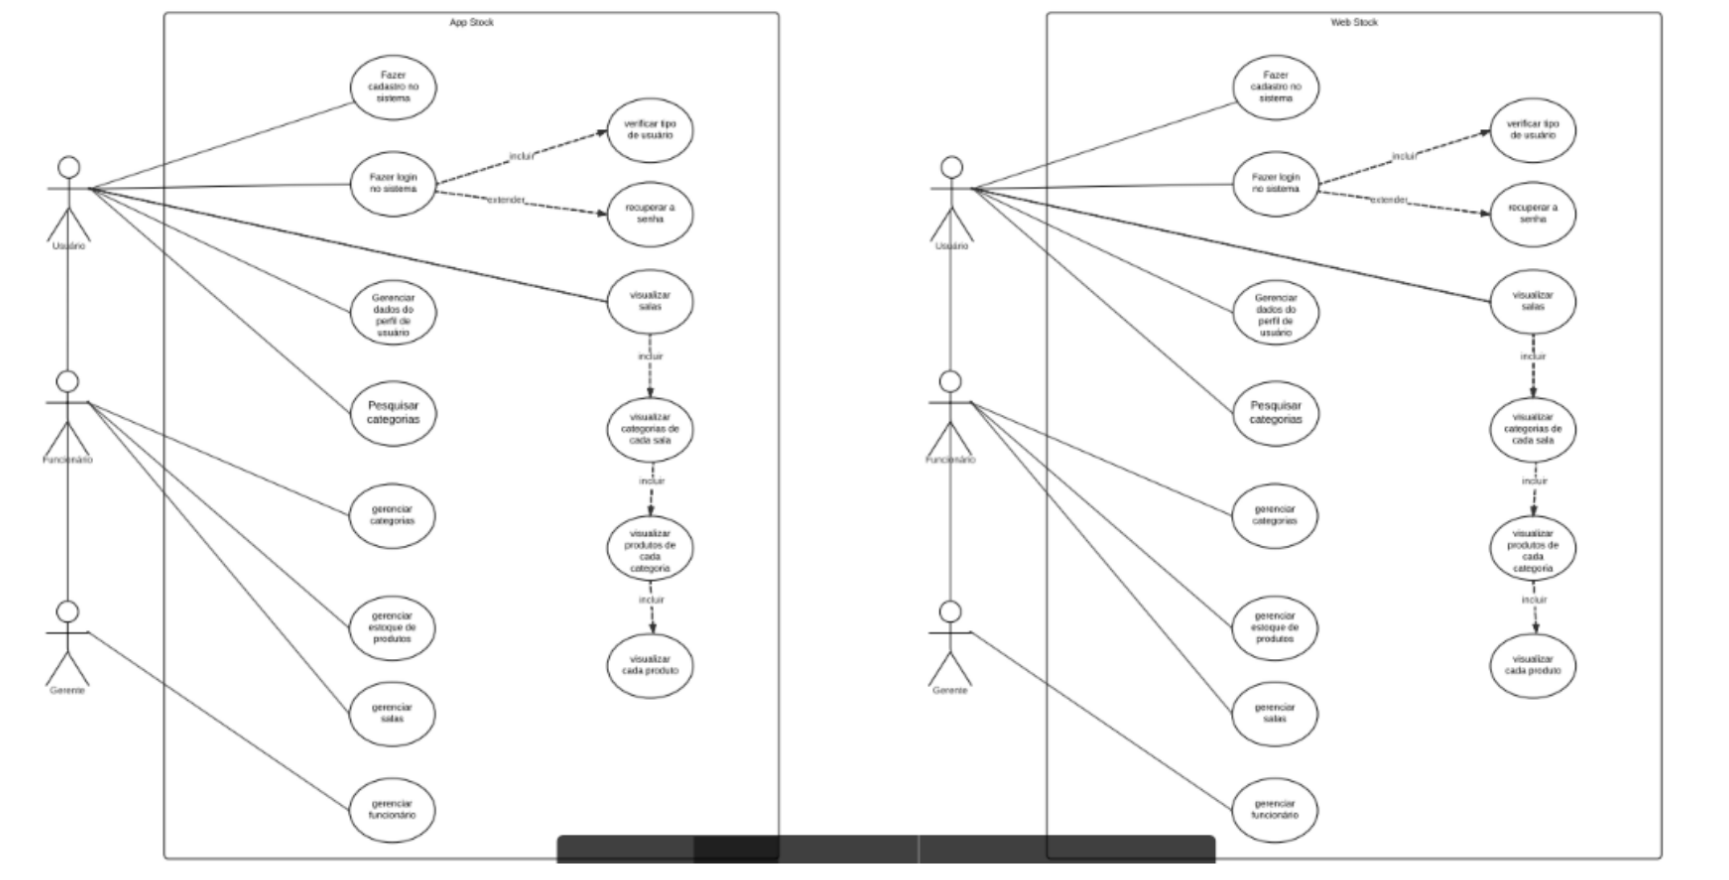 App Stock
Fazer
cadastro no
sistema
verificar tipo
de usuário
incluir
Fazer login
no sistema
extender
recuperar a
senha
Usuário
visualizar
salas
Gerenciar
dados do
perfil de
usuário
incluir
Pesquisar
categorias
visualizar
categorias de
cada sala
Funcionário
incluir
gerenciar
categorias
visualizar
produtos de
cada
categoria
incluir
gerenciar
estoque de
produtos
visualizar
cada produto
Gerente
gerenciar
salas
gerenciar
funcionário
Web Stock
Fazer
cadastro no
sistema
verificar tipo
de usuário
incluir
Fazer login
no sistema
extender
recuperar a
senha
Usuário
visualizar
salas
Gerenciar
dados do
perfil de
usuário
incluir
Pesquisar
categorias
visualizar
categorias de
cada sala
Funcionário
incluir
gerenciar
categorias
visualizar
produtos de
cada
categoria
incluir
gerenciar
estoque de
produtos
visualizar
cada produto
Gerente
gerenciar
salas
gerenciar
funcionário